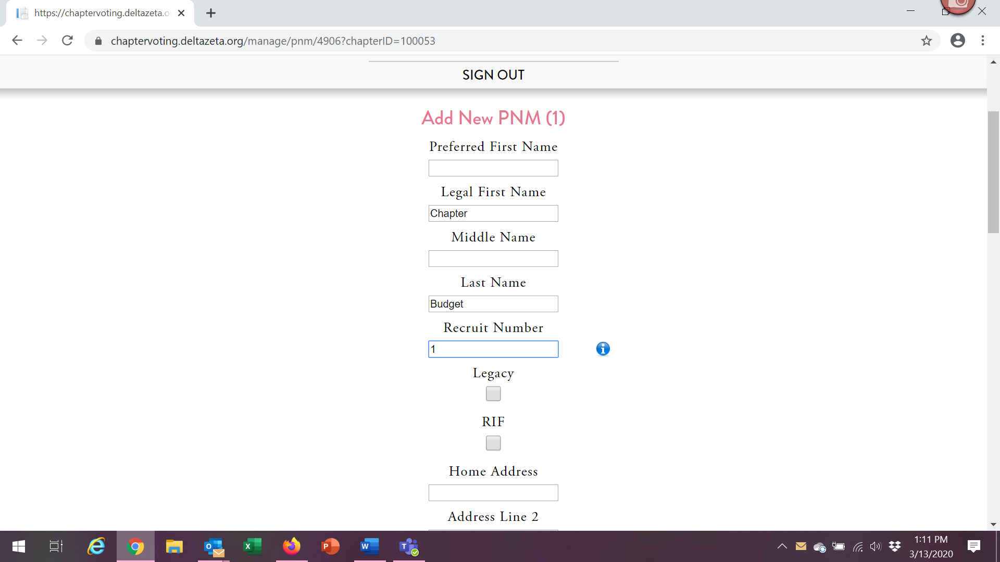 https://chaptervoting.deltazeta.o
chaptervoting.deltazeta.org/manage/pnm/4906?chapterID=100053
SIGN OUT
Add New PNM (1)
Preferred First Name
Legal First Name
Chapter
Middle Name
Last Name
Budget
Recruit Number
1
Legacy
RIF
Home Address
Address Line 2
1:11 PM
3/13/2020